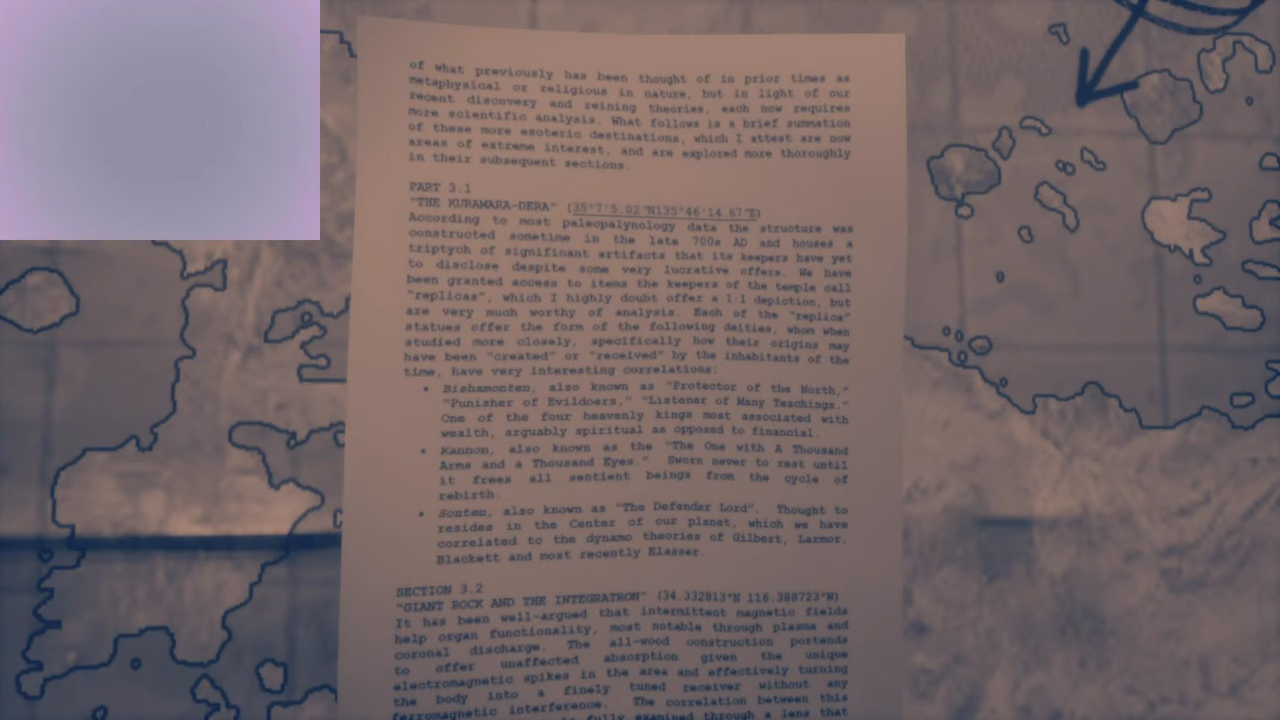 of what previously has been thought of in prior times as
metaphysical or religious in nature, but in light of our
recent discovery and reining theories, each now requires
more scientific analysis. What follows is a brief summation
of these more esoteric destinations, which I attest are now
areas of extreme interest, and are explored more thoroughly
in their subsequent sections.
PART 3.1
"THE KURAMARA-DERA" (35°7'5.02"N135°46'14.67"E)
According to most paleopalynology data the structure was
constructed sometime in the late 700s AD and houses a
triptych of significant artifacts that its keepers have yet
to disclose despite some very lucrative offers. We have
been granted access to items the keepers of the temple call
"replicas", which I highly doubt offer a 1:1 depiction, but
are very much worthy of analysis. Each of the "replica"
statues offer the form of the following deities, whom when
studied more closely, specifically how their origins may
have been "created" or "received" by the inhabitants of the
time, have very interesting correlations:
• Bishamonten, also known as "Protector of the North,"
"Punisher of Evildoers," "Listener of Many Teachings."
One of the four heavenly kings most associated with
wealth, arguably spiritual as opposed to financial.
• Kannon, also known as the "The One with A Thousand
Arms and a Thousand Eyes." Sworn never to rest until
it frees all sentient beings from the cycle of
rebirth.
• Sonten, also known as "The Defender Lord". Thought to
resides in the Center of our planet, which we have
correlated to the dynamo theories of Gilbert, Larmor,
Blackett and most recently Elasser.
SECTION 3.2
"GIANT ROCK AND THE INTEGRATRON" (34.332813°N 116.388723°W)
It has been well-argued that intermittent magnetic fields
help organ functionality, most notable through plasma and
coronal discharge. The all-wood construction portends
to offer unaffected absorption given the unique
electromagnetic spikes in the area and effectively turning
the body into a finely tuned receiver without any
ferromagnetic interference. The correlation between this
fully examined through a lens that